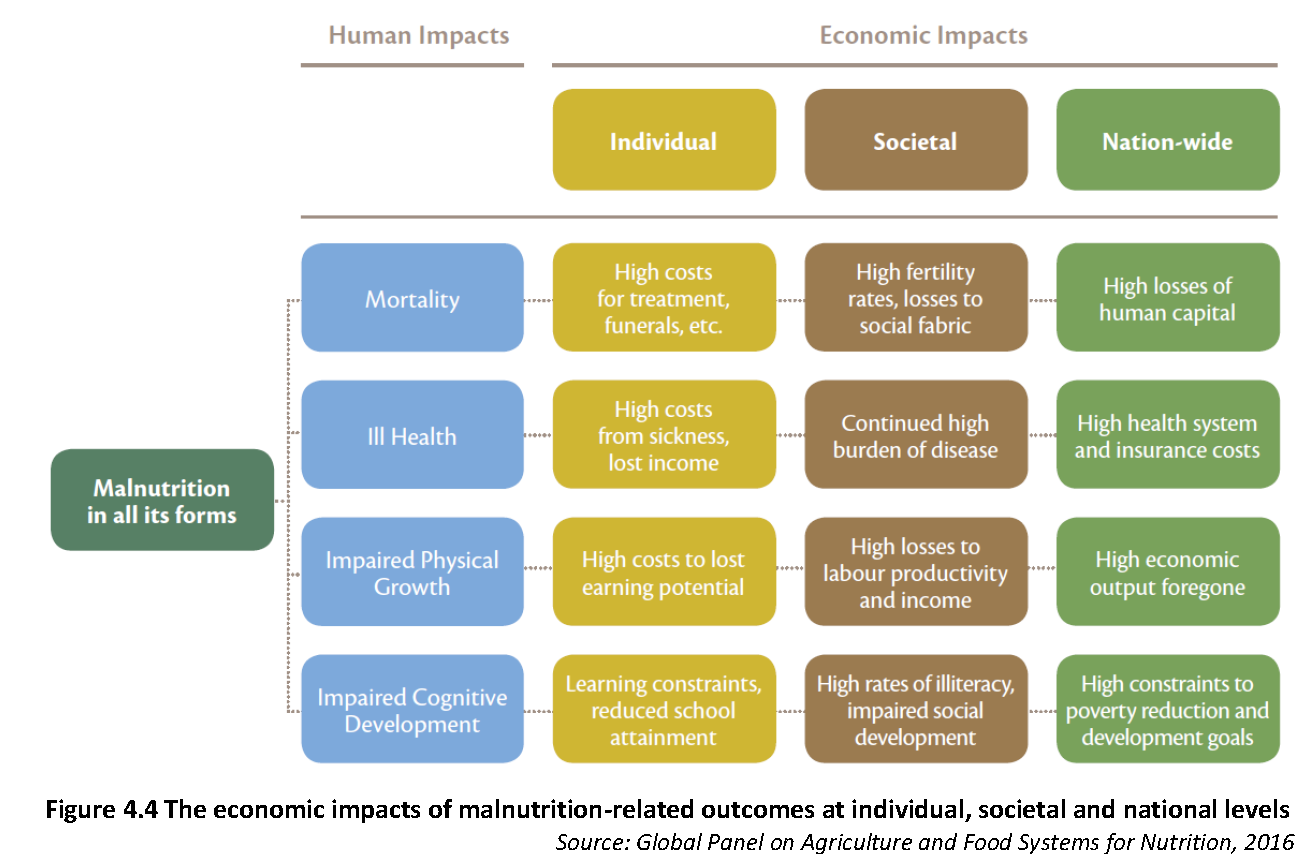 Human Impacts
Economic Impacts
Individual
Societal
Nation-wide
Malnutrition
in all its forms
Mortality
High costs
for treatment,
funerals, etc.
High fertility
rates, losses to
social fabric
High losses of
human capital
Ill Health
High costs
from sickness,
lost income
Continued high
burden of disease
High health system
and insurance costs
Impaired Physical
Growth
High costs to lost
earning potential
High losses to
labour productivity
and income
High economic
output foregone
Impaired Cognitive
Development
Learning constraints,
reduced school
attainment
High rates of illiteracy,
impaired social
development
High constraints to
poverty reduction and
development goals
Figure 4.4 The economic impacts of malnutrition-related outcomes at individual, societal and national levels
Source: Global Panel on Agriculture and Food Systems for Nutrition, 2016